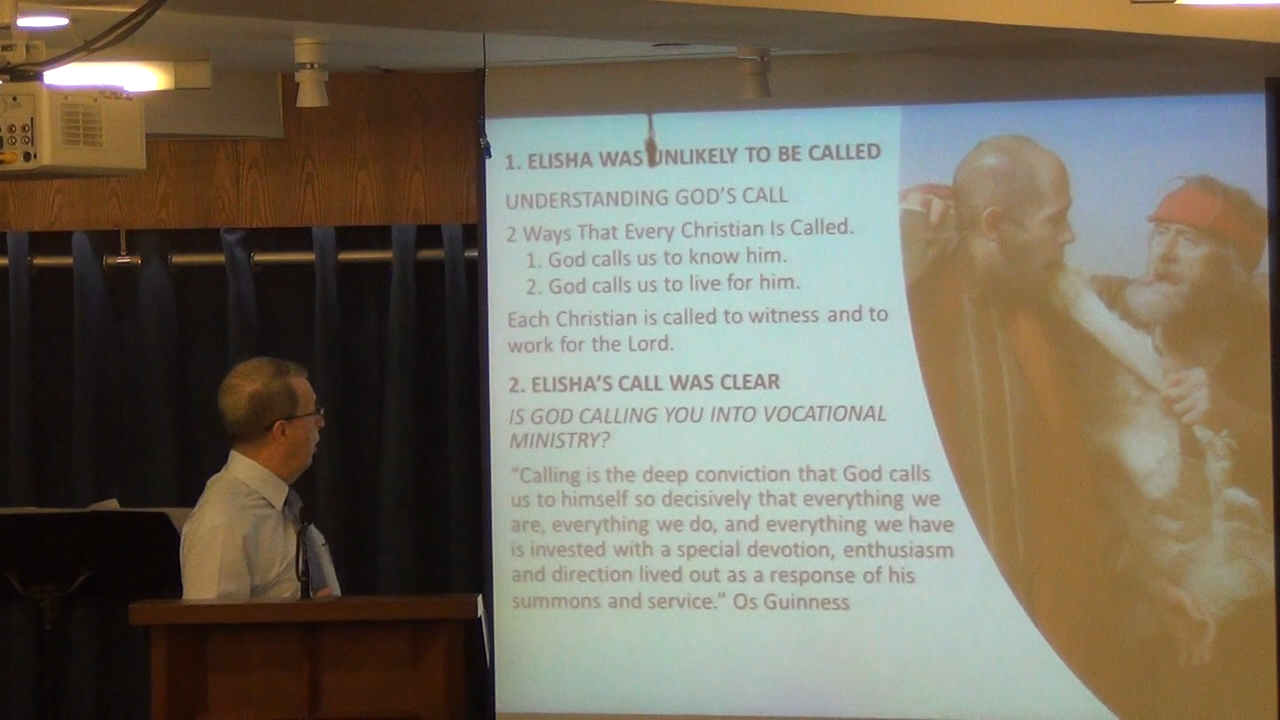 1. ELISHA WAS UNLIKELY TO BE CALLED
UNDERSTANDING GOD'S CALL
2 Ways That Every Christian Is Called.
1. God calls us to know him.
2. God calls us to live for him.
Each Christian is called to witness and to
work for the Lord.
2. ELISHA'S CALL WAS CLEAR
IS GOD CALLING YOU INTO VOCATIONAL
MINISTRY?
"Calling is the deep conviction that God calls
us to himself so decisively that everything we
are, everything we do, and everything we have
is invested with a special devotion, enthusiasm
and direction lived out as a response of his
summons and service." Os Guinness